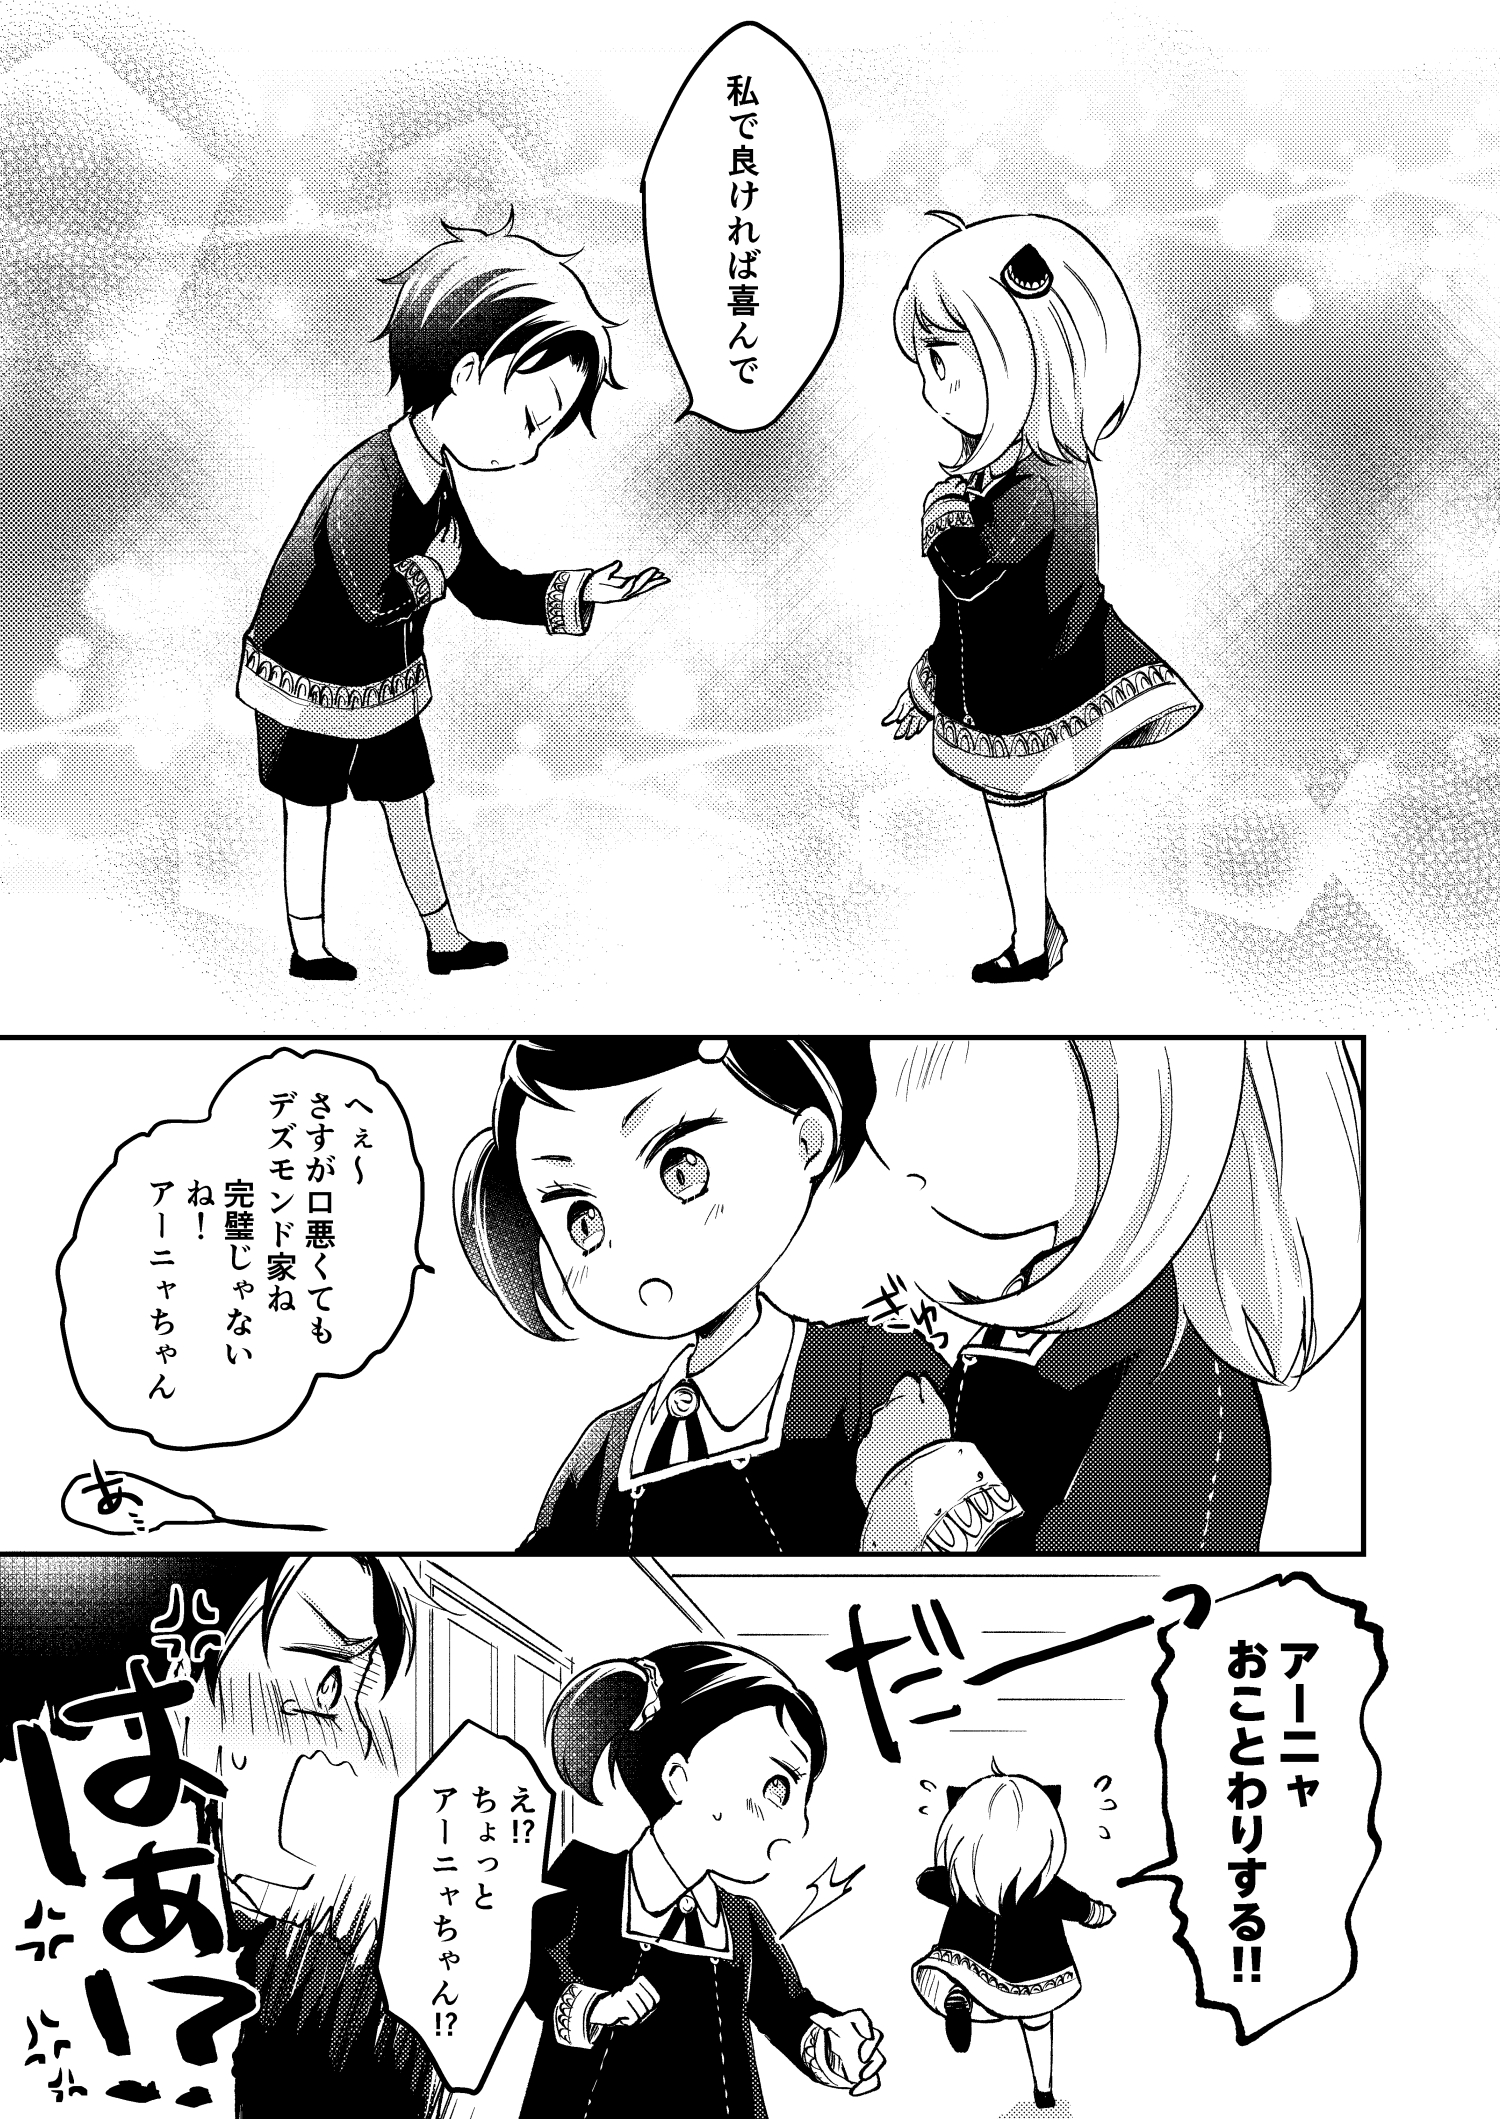 私で良ければ喜んで
へぇ〜
さすが口悪くても
デズモンド家ね
完璧じゃない
ね!
アーニャちゃん
ぎゅっ
あ…
アーニャ
おことわりする!!
だーっ
え!?
ちょっと
アーニャちゃん!?
はあ!?